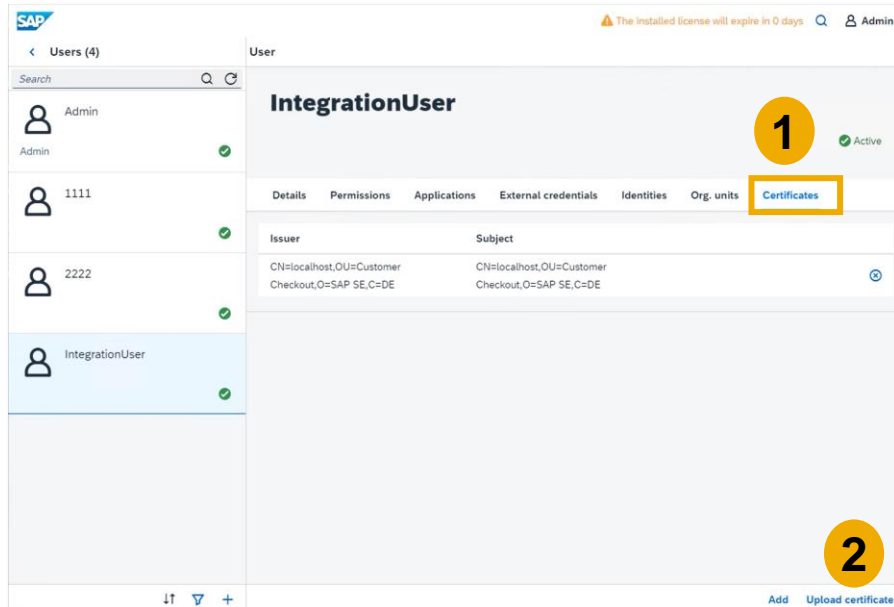 SAP
The installed license will expire in 0 days Admin
Users (4)
User
Search
Admin
Admin
1111
2222
IntegrationUser
IntegrationUser
1
Active
Details Permissions Applications External credentials Identities Org. units Certificates
Issuer Subject
CN=localhost,OU=Customer CN=localhost,OU=Customer
Checkout,O=SAP SE,C=DE Checkout,O=SAP SE,C=DE
2
Add Upload certificate